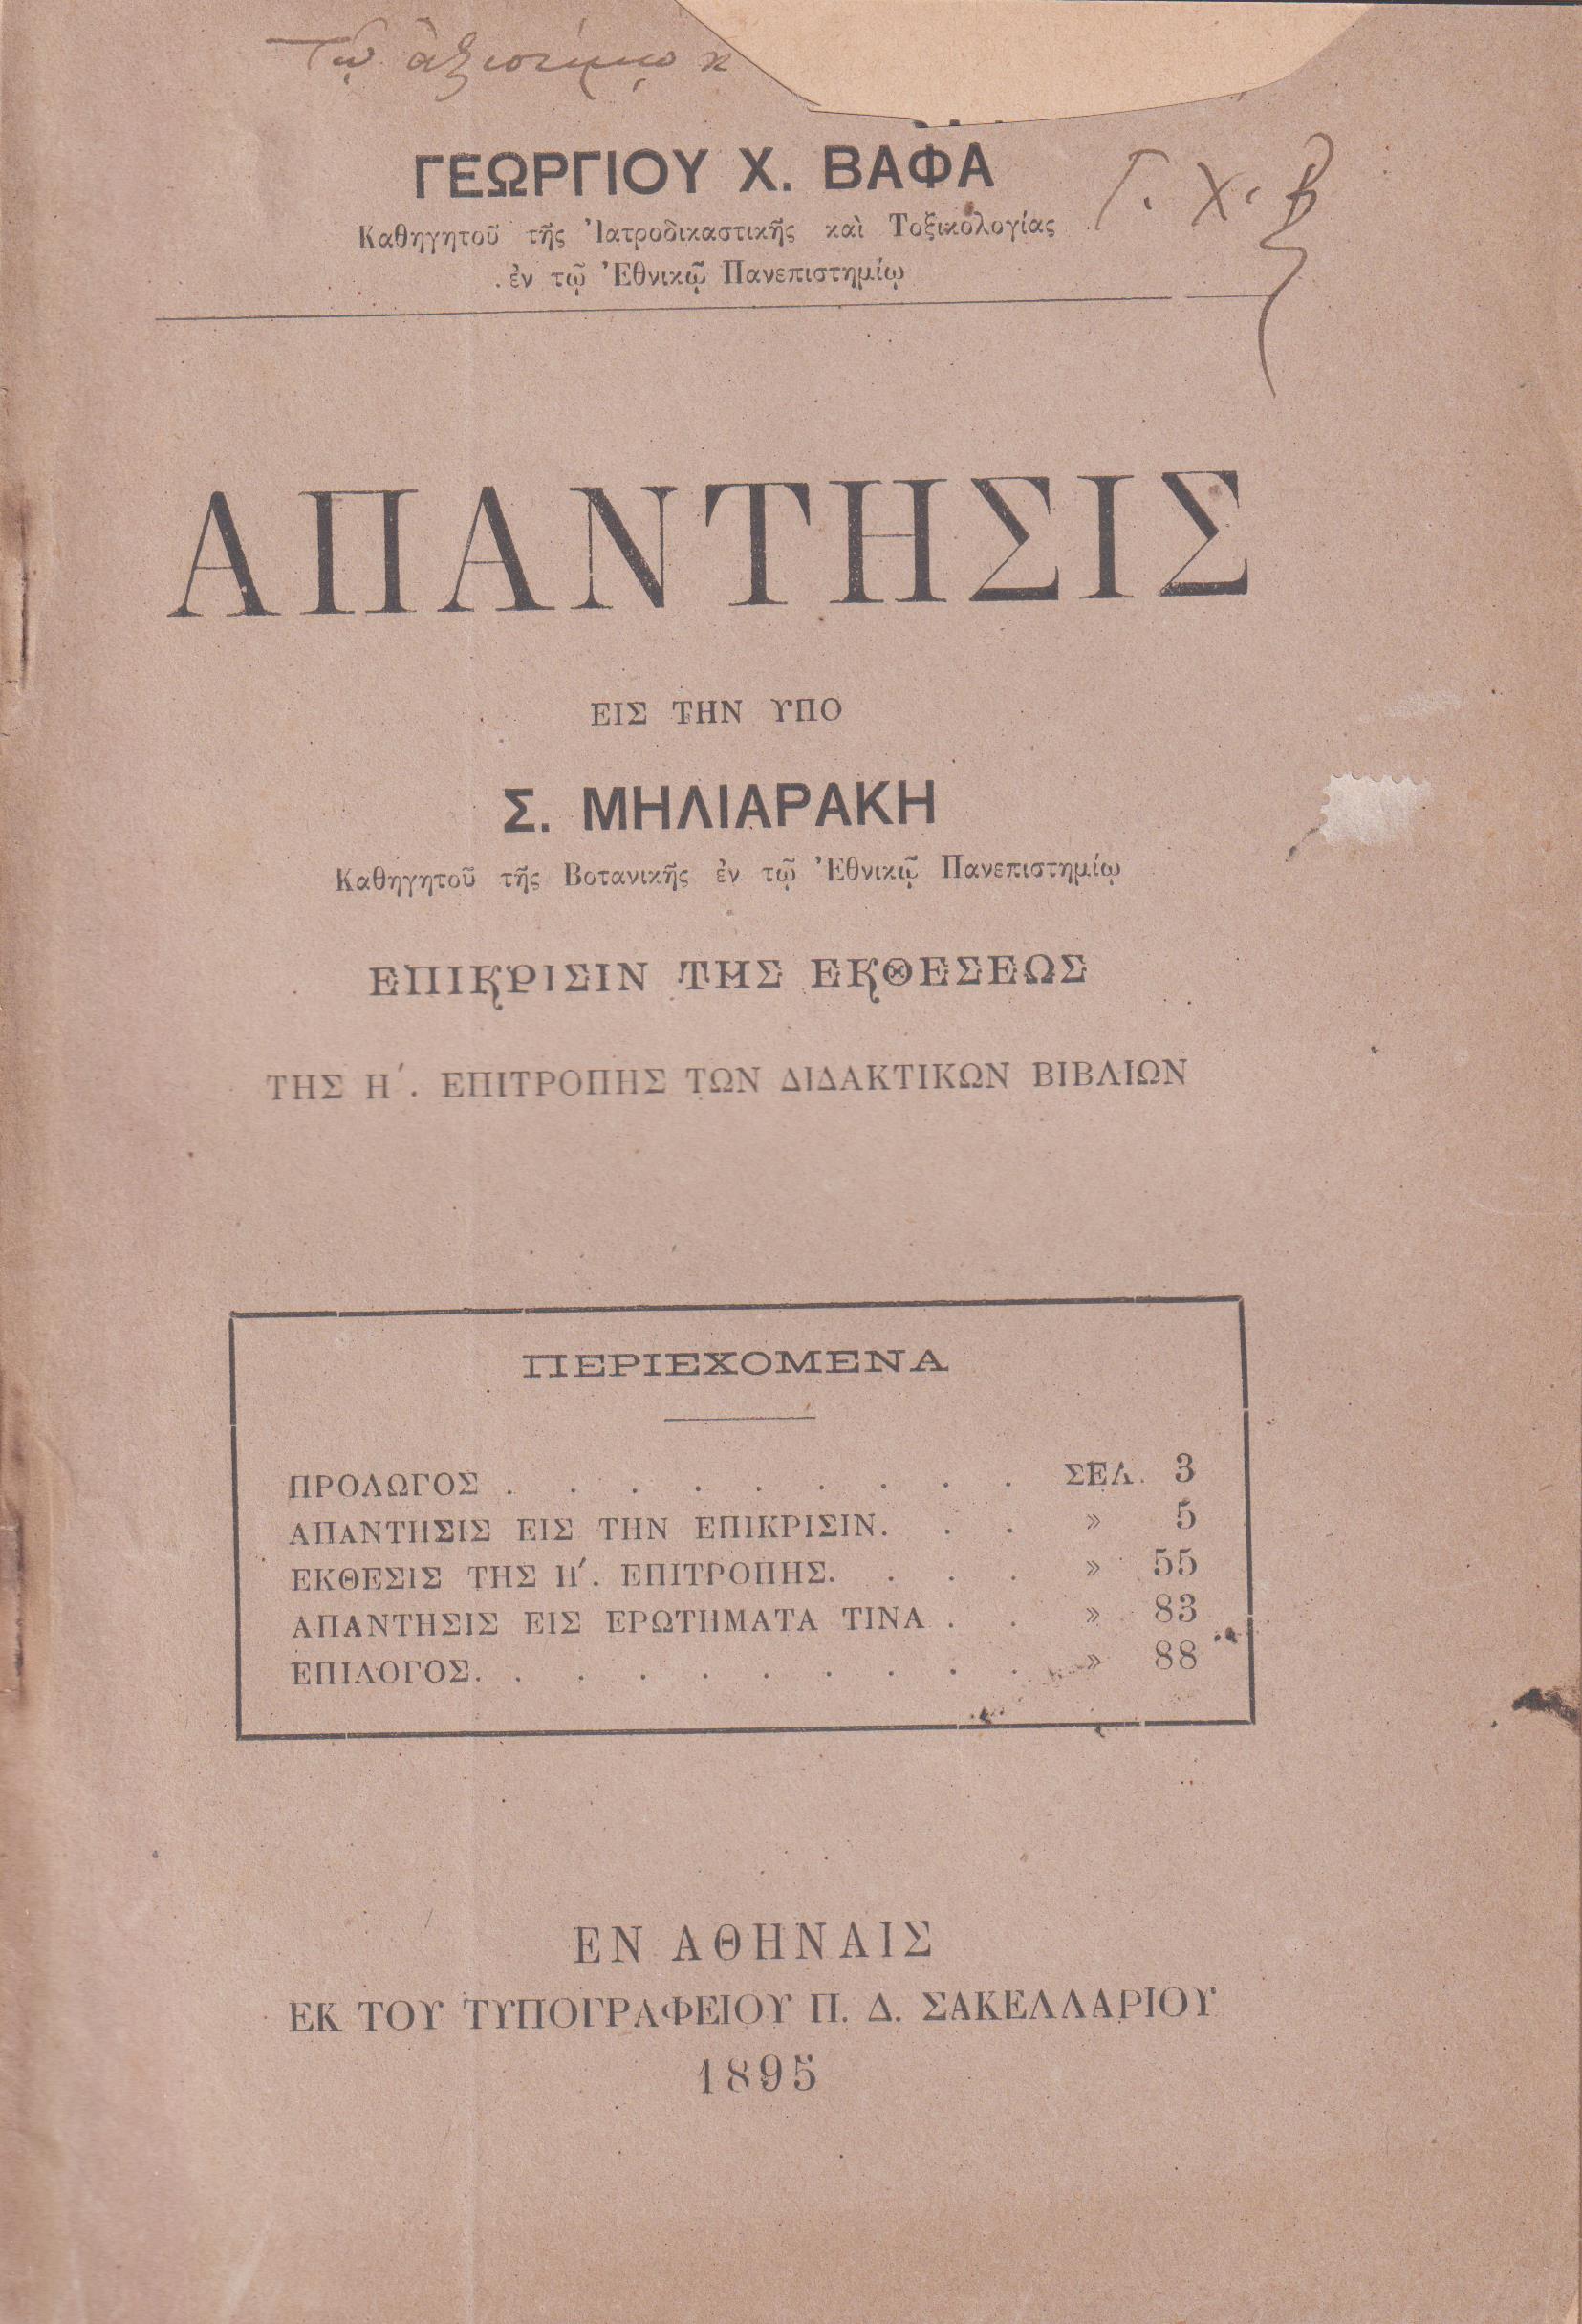 Τῷ ἀξιοτίμῳ κ
ΓΕΩΡΓΙΟΥ Χ. ΒΑΦΑ
Γ. Χ. Β
Καθηγητοῦ τῆς Ἰατροδικαστικῆς καὶ Τοξικολογίας
ἐν τῷ Ἐθνικῷ Πανεπιστημίῳ
ΑΠΑΝΤΗΣΙΣ
ΕΙΣ ΤΗΝ ΥΠΟ
Σ. ΜΗΛΙΑΡΑΚΗ
Καθηγητοῦ τῆς Βοτανικῆς ἐν τῷ Ἐθνικῷ Πανεπιστημίῳ
ΕΠΙΚΡΙΣΙΝ ΤΗΣ ΕΚΘΕΣΕΩΣ
ΤΗΣ Η΄. ΕΠΙΤΡΟΠΗΣ ΤΩΝ ΔΙΔΑΚΤΙΚΩΝ ΒΙΒΛΙΩΝ
ΠΕΡΙΕΧΟΜΕΝΑ
ΠΡΟΛΩΓΟΣ . . . . . . . . . ΣΕΛ. 3
ΑΠΑΝΤΗΣΙΣ ΕΙΣ ΤΗΝ ΕΠΙΚΡΙΣΙΝ. . . » 5
ΕΚΘΕΣΙΣ ΤΗΣ Η΄. ΕΠΙΤΡΟΠΗΣ. . . . » 55
ΑΠΑΝΤΗΣΙΣ ΕΙΣ ΕΡΩΤΗΜΑΤΑ ΤΙΝΑ . . » 83
ΕΠΙΛΟΓΟΣ. . . . . . . . . . » 88
ΕΝ ΑΘΗΝΑΙΣ
ΕΚ ΤΟΥ ΤΥΠΟΓΡΑΦΕΙΟΥ Π. Δ. ΣΑΚΕΛΛΑΡΙΟΥ
1895